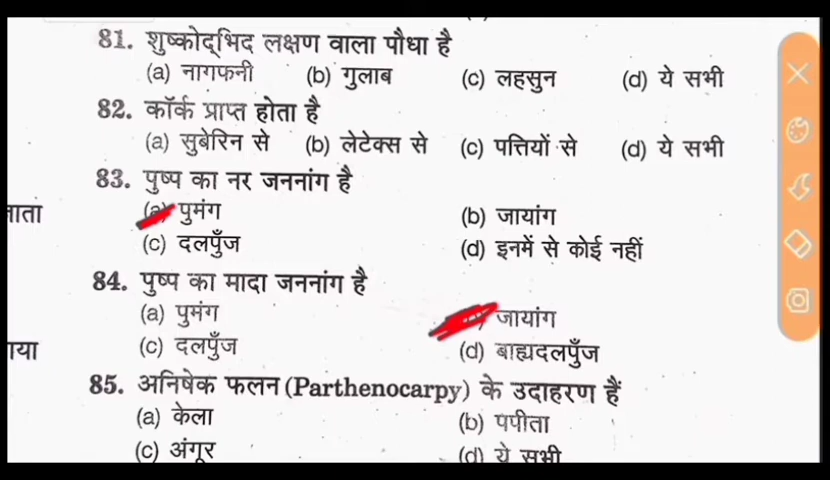 81. शुष्कोद्भिद लक्षण वाला पौधा है
(a) नागफनी (b) गुलाब (c) लहसुन (d) ये सभी
82. कॉर्क प्राप्त होता है
(a) सुबेरिन से (b) लेटेक्स से (c) पत्तियों से (d) ये सभी
83. पुष्प का नर जननांग है
(a) पुमंग (b) जायांग
(c) दलपुँज (d) इनमें से कोई नहीं
84. पुष्प का मादा जननांग है
(a) पुमंग जायांग
(c) दलपुँज (d) बाह्यदलपुँज
85. अनिषेक फलन (Parthenocarpy) के उदाहरण हैं
(a) केला (b) पपीता
(c) अंगूर (d) ये सभी